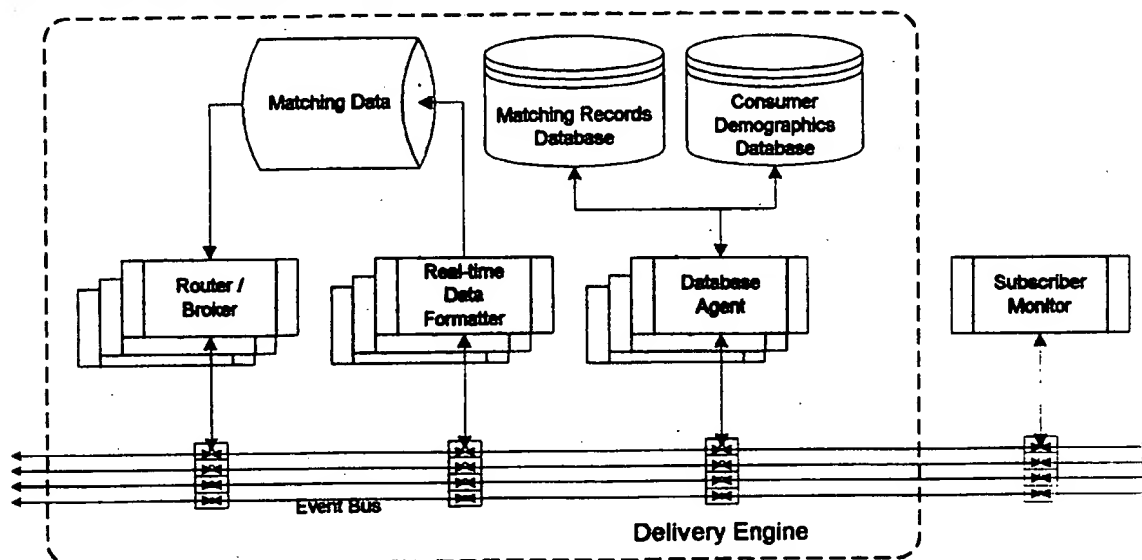 Matching Data
Matching Records
Database
Consumer
Demographics
Database
Router /
Broker
Real-time
Data
Formatter
Database
Agent
Subscriber
Monitor
Event Bus
Delivery Engine